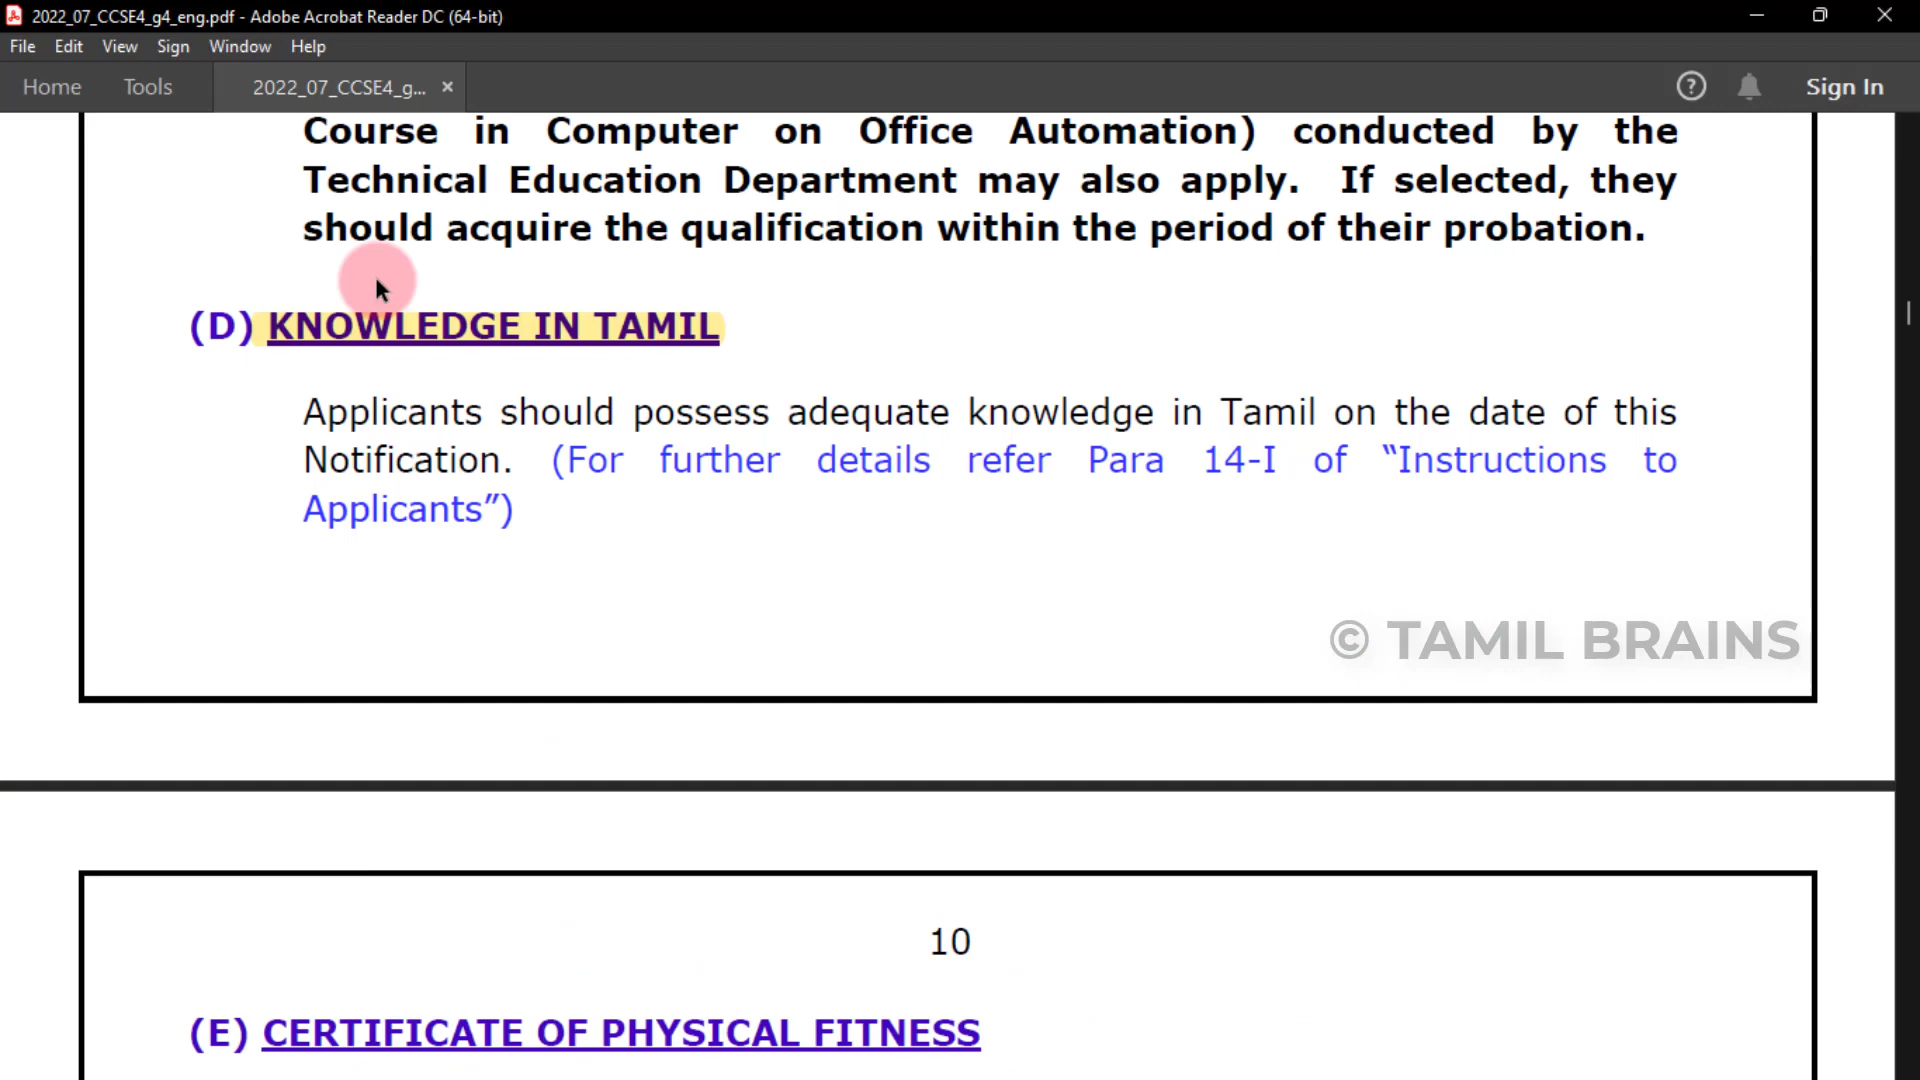 2022_07_CCSE4_g4_eng.pdf - Adobe Acrobat Reader DC (64-bit)
File Edit View Sign Window Help
Home Tools 2022_07_CCSE4_g... × Sign In
Course in Computer on Office Automation) conducted by the
Technical Education Department may also apply. If selected, they
should acquire the qualification within the period of their probation.
(D) KNOWLEDGE IN TAMIL
Applicants should possess adequate knowledge in Tamil on the date of this
Notification. (For further details refer Para 14-I of “Instructions to
Applicants”)
© TAMIL BRAINS
10
(E) CERTIFICATE OF PHYSICAL FITNESS